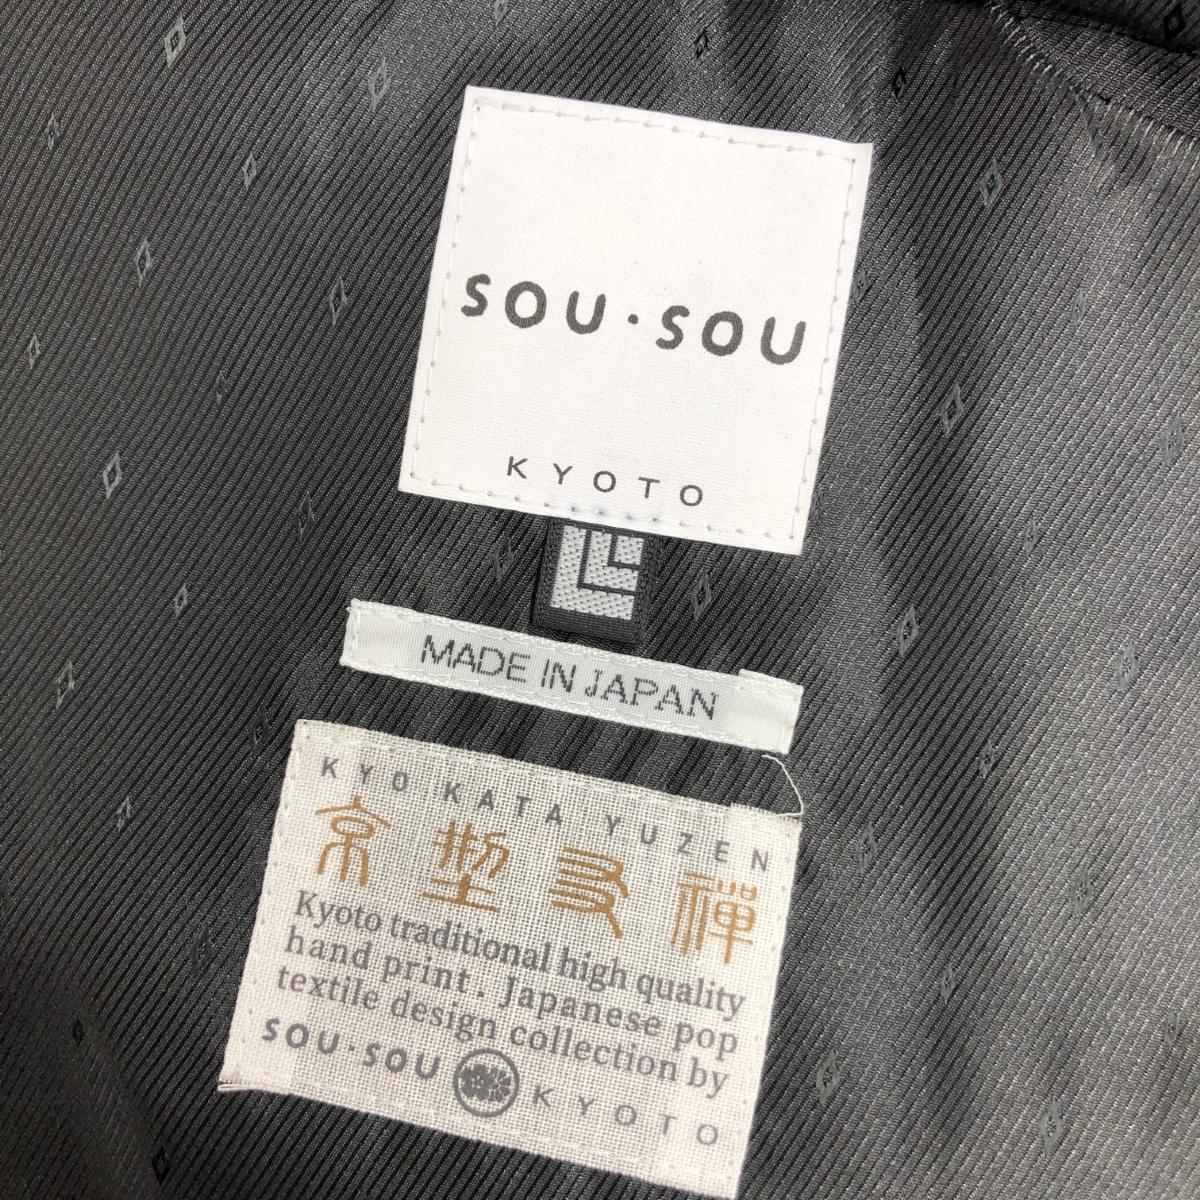 SOU・SOU
KYOTO
L
MADE IN JAPAN
KYO KATA YUZEN
京型友禅
Kyoto traditional high quality
hand print. Japanese pop
textile design collection by
SOU・SOU KYOTO